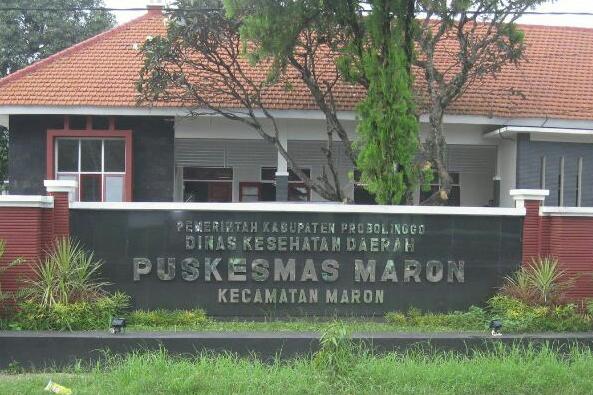 PEMERINTAH KABUPATEN PROBOLINGGO
DINAS KESEHATAN DAERAH
PUSKESMAS MARON
KECAMATAN MARON